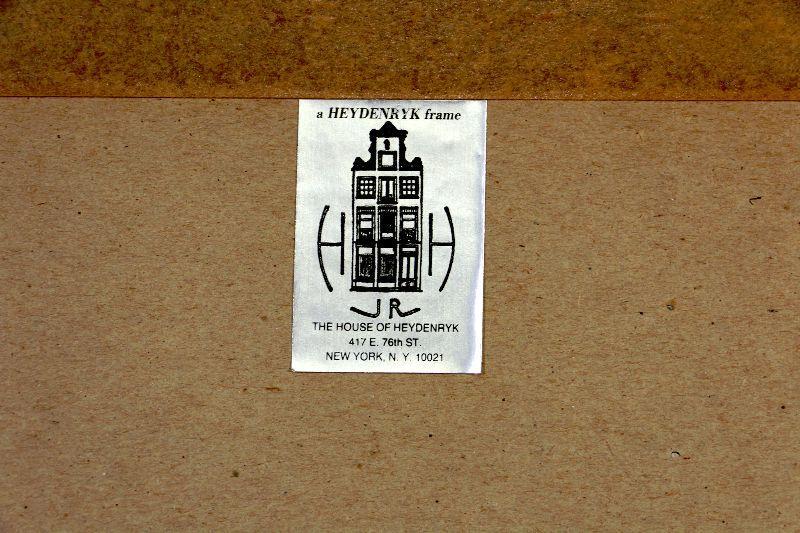 a HEYDENRYK frame
H H
JR
THE HOUSE OF HEYDENRYK
417 E. 76th ST.
NEW YORK, N. Y. 10021